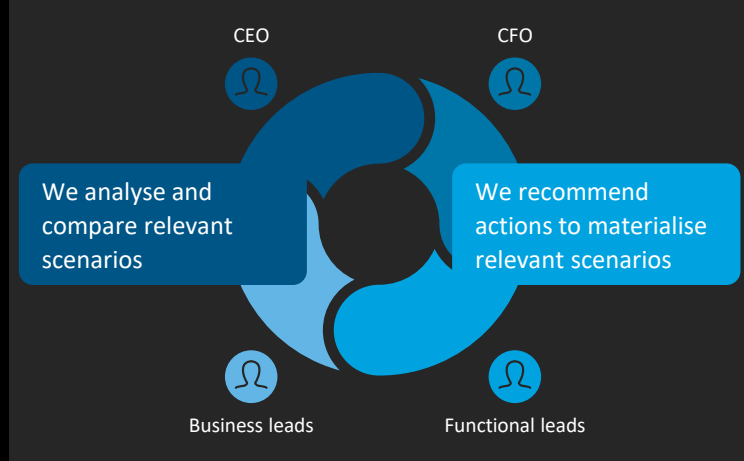 CEO
CFO
We analyse and
compare relevant
scenarios
We recommend
actions to materialise
relevant scenarios
Business leads
Functional leads